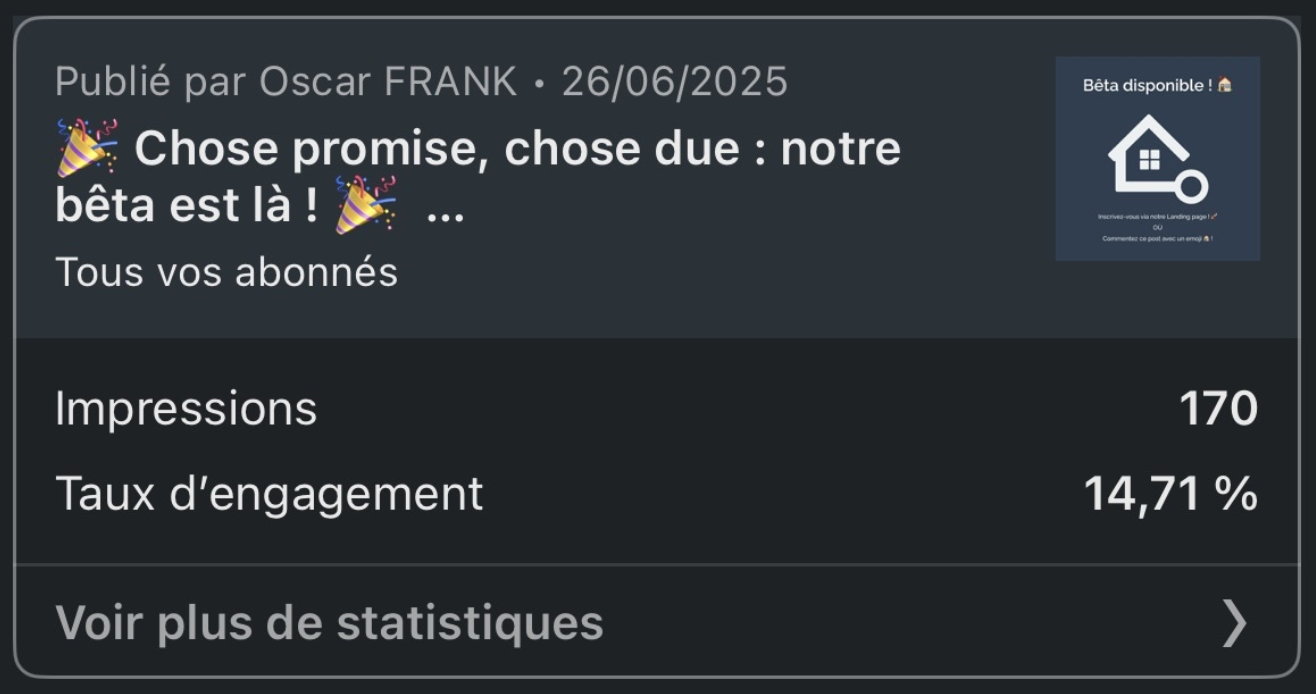 Publié par Oscar FRANK • 26/06/2025
🎉 Chose promise, chose due : notre
bêta est là ! 🎉 ...
Tous vos abonnés
Bêta disponible ! 🏠
Inscrivez-vous via notre Landing page ! 🚀
OU
Commentez ce post avec un emoji 🏠 !
Impressions
170
Taux d’engagement
14,71 %
Voir plus de statistiques